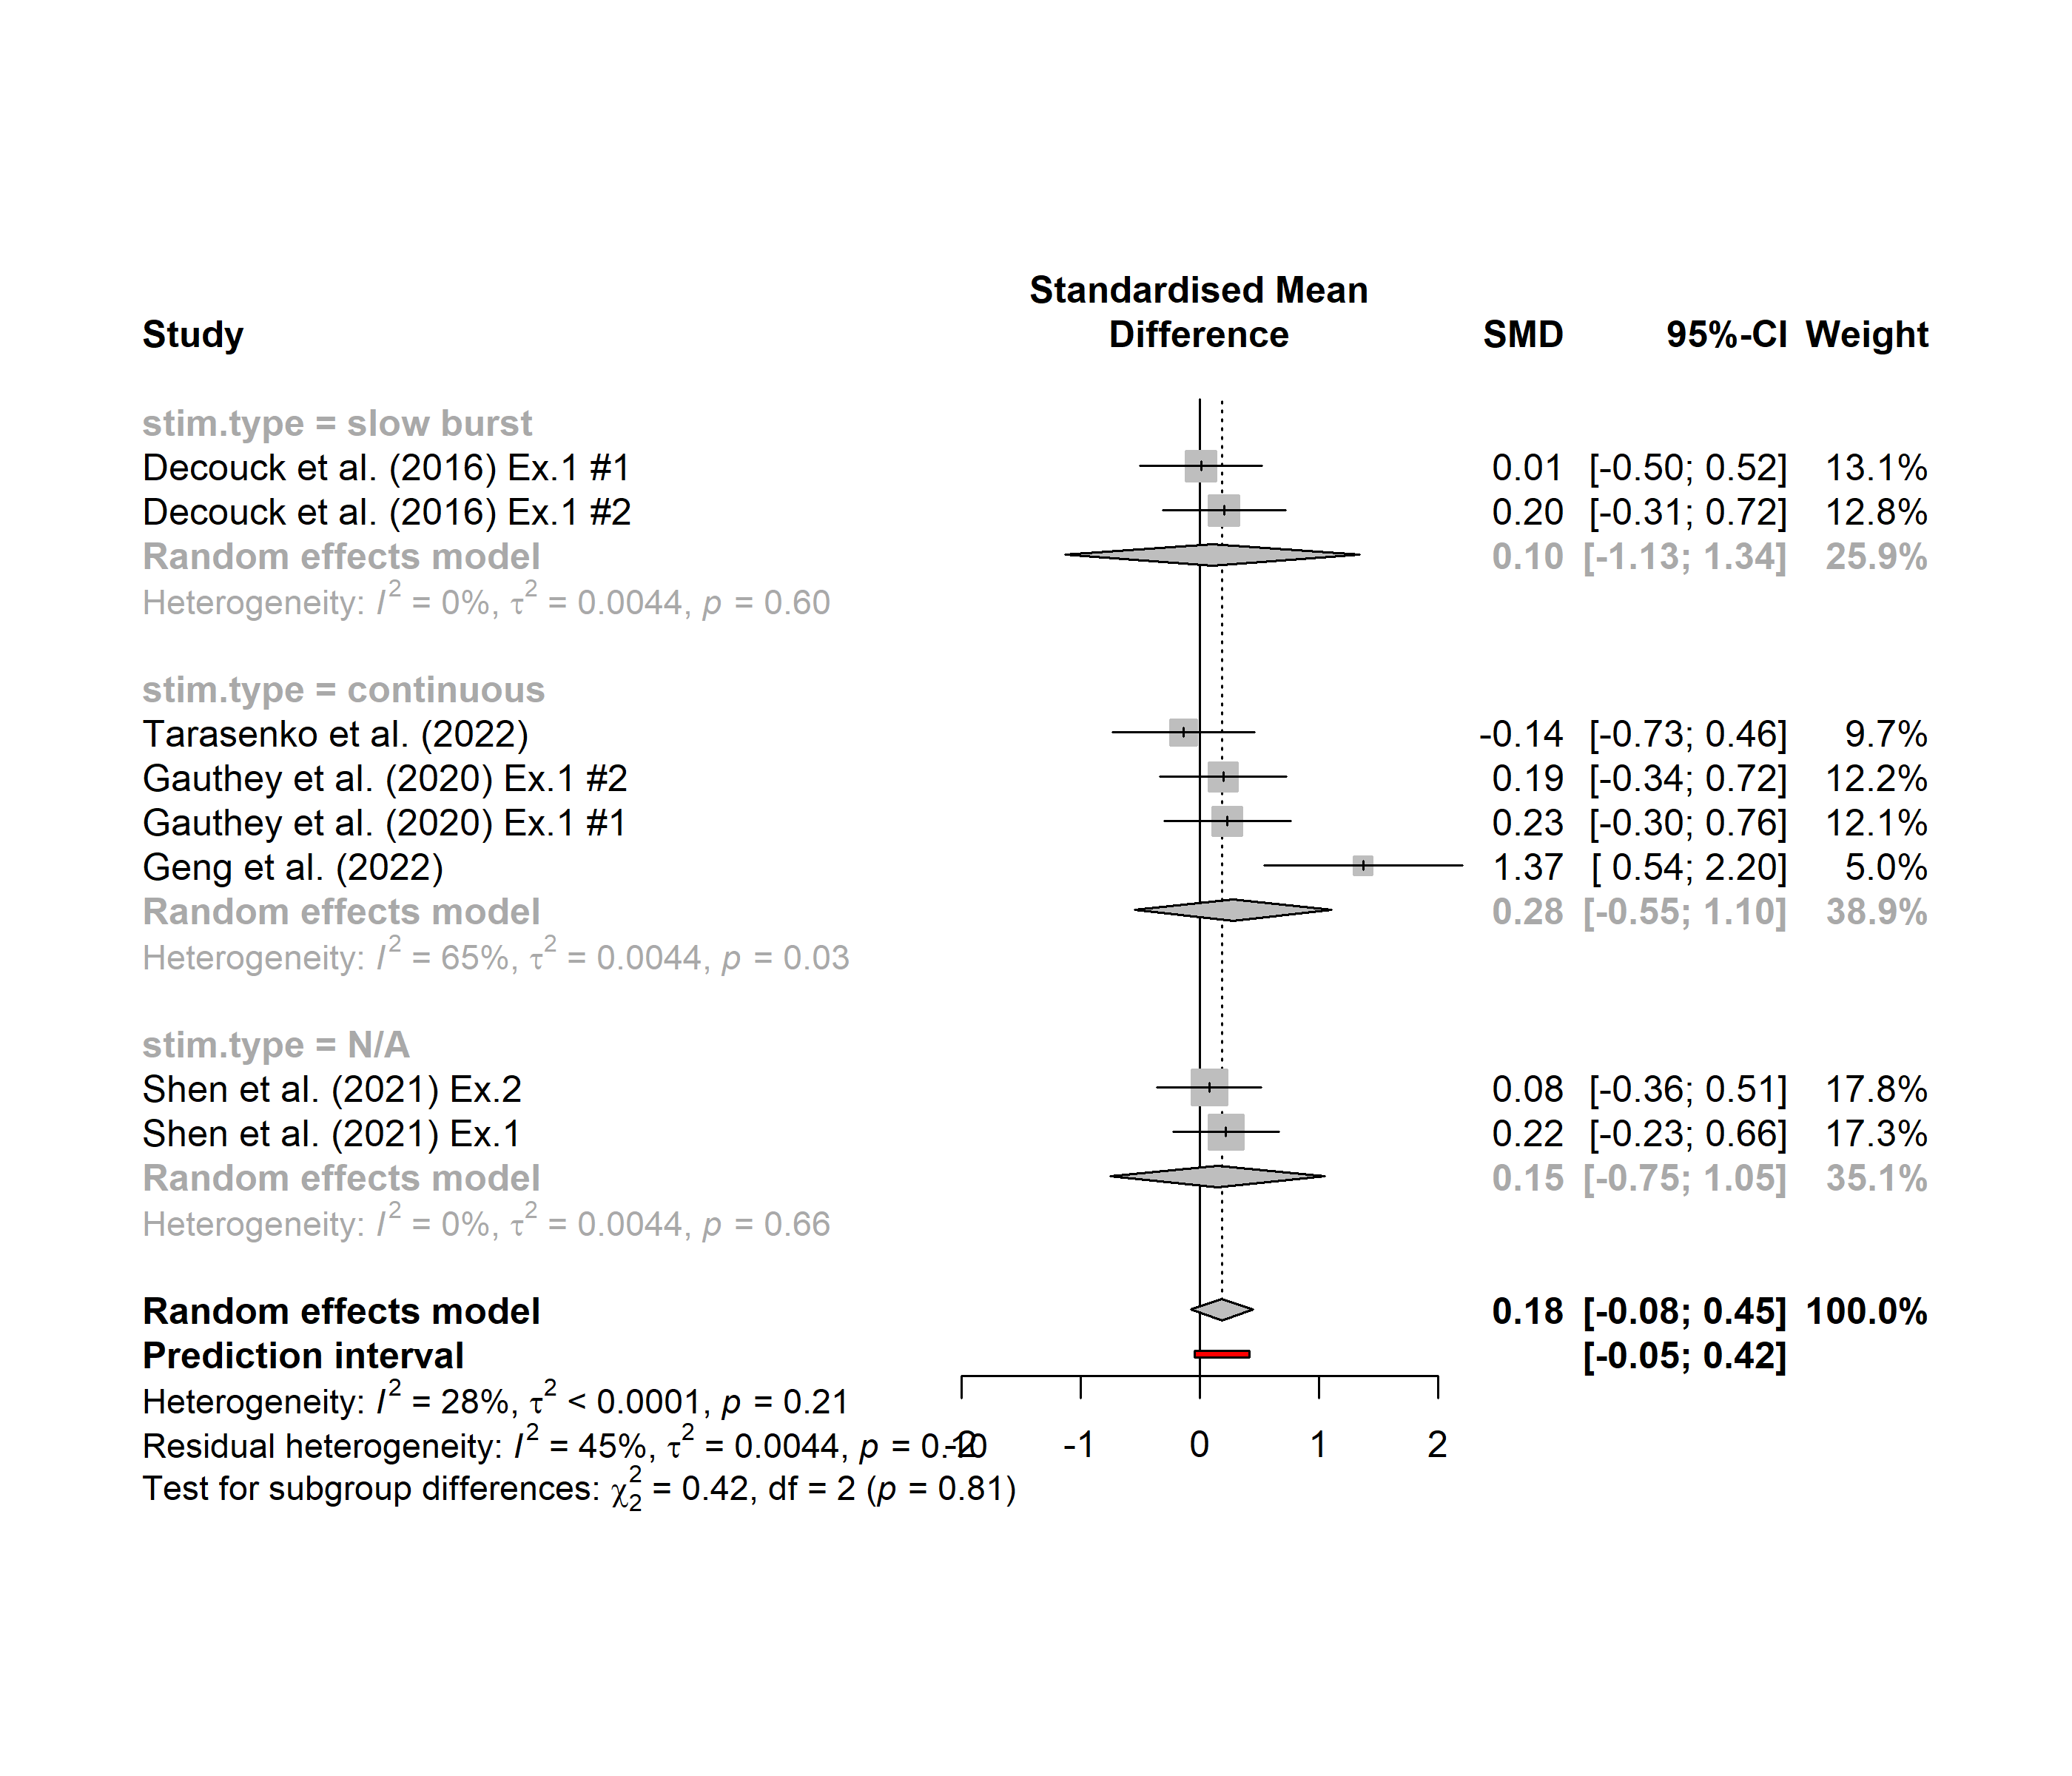 Standardised Mean
Study Difference SMD 95%-CI Weight
stim.type = slow burst
Decouck et al. (2016) Ex.1 #1 0.01 [-0.50; 0.52] 13.1%
Decouck et al. (2016) Ex.1 #2 0.20 [-0.31; 0.72] 12.8%
Random effects model 0.10 [-1.13; 1.34] 25.9%
Heterogeneity: I² = 0%, τ² = 0.0044, p = 0.60
stim.type = continuous
Tarasenko et al. (2022) -0.14 [-0.73; 0.46] 9.7%
Gauthey et al. (2020) Ex.1 #2 0.19 [-0.34; 0.72] 12.2%
Gauthey et al. (2020) Ex.1 #1 0.23 [-0.30; 0.76] 12.1%
Geng et al. (2022) 1.37 [ 0.54; 2.20] 5.0%
Random effects model 0.28 [-0.55; 1.10] 38.9%
Heterogeneity: I² = 65%, τ² = 0.0044, p = 0.03
stim.type = N/A
Shen et al. (2021) Ex.2 0.08 [-0.36; 0.51] 17.8%
Shen et al. (2021) Ex.1 0.22 [-0.23; 0.66] 17.3%
Random effects model 0.15 [-0.75; 1.05] 35.1%
Heterogeneity: I² = 0%, τ² = 0.0044, p = 0.66
Random effects model 0.18 [-0.08; 0.45] 100.0%
Prediction interval [-0.05; 0.42]
Heterogeneity: I² = 28%, τ² < 0.0001, p = 0.21
Residual heterogeneity: I² = 45%, τ² = 0.0044, p = 0.10 -2 -1 0 1 2
Test for subgroup differences: χ²₂ = 0.42, df = 2 (p = 0.81)